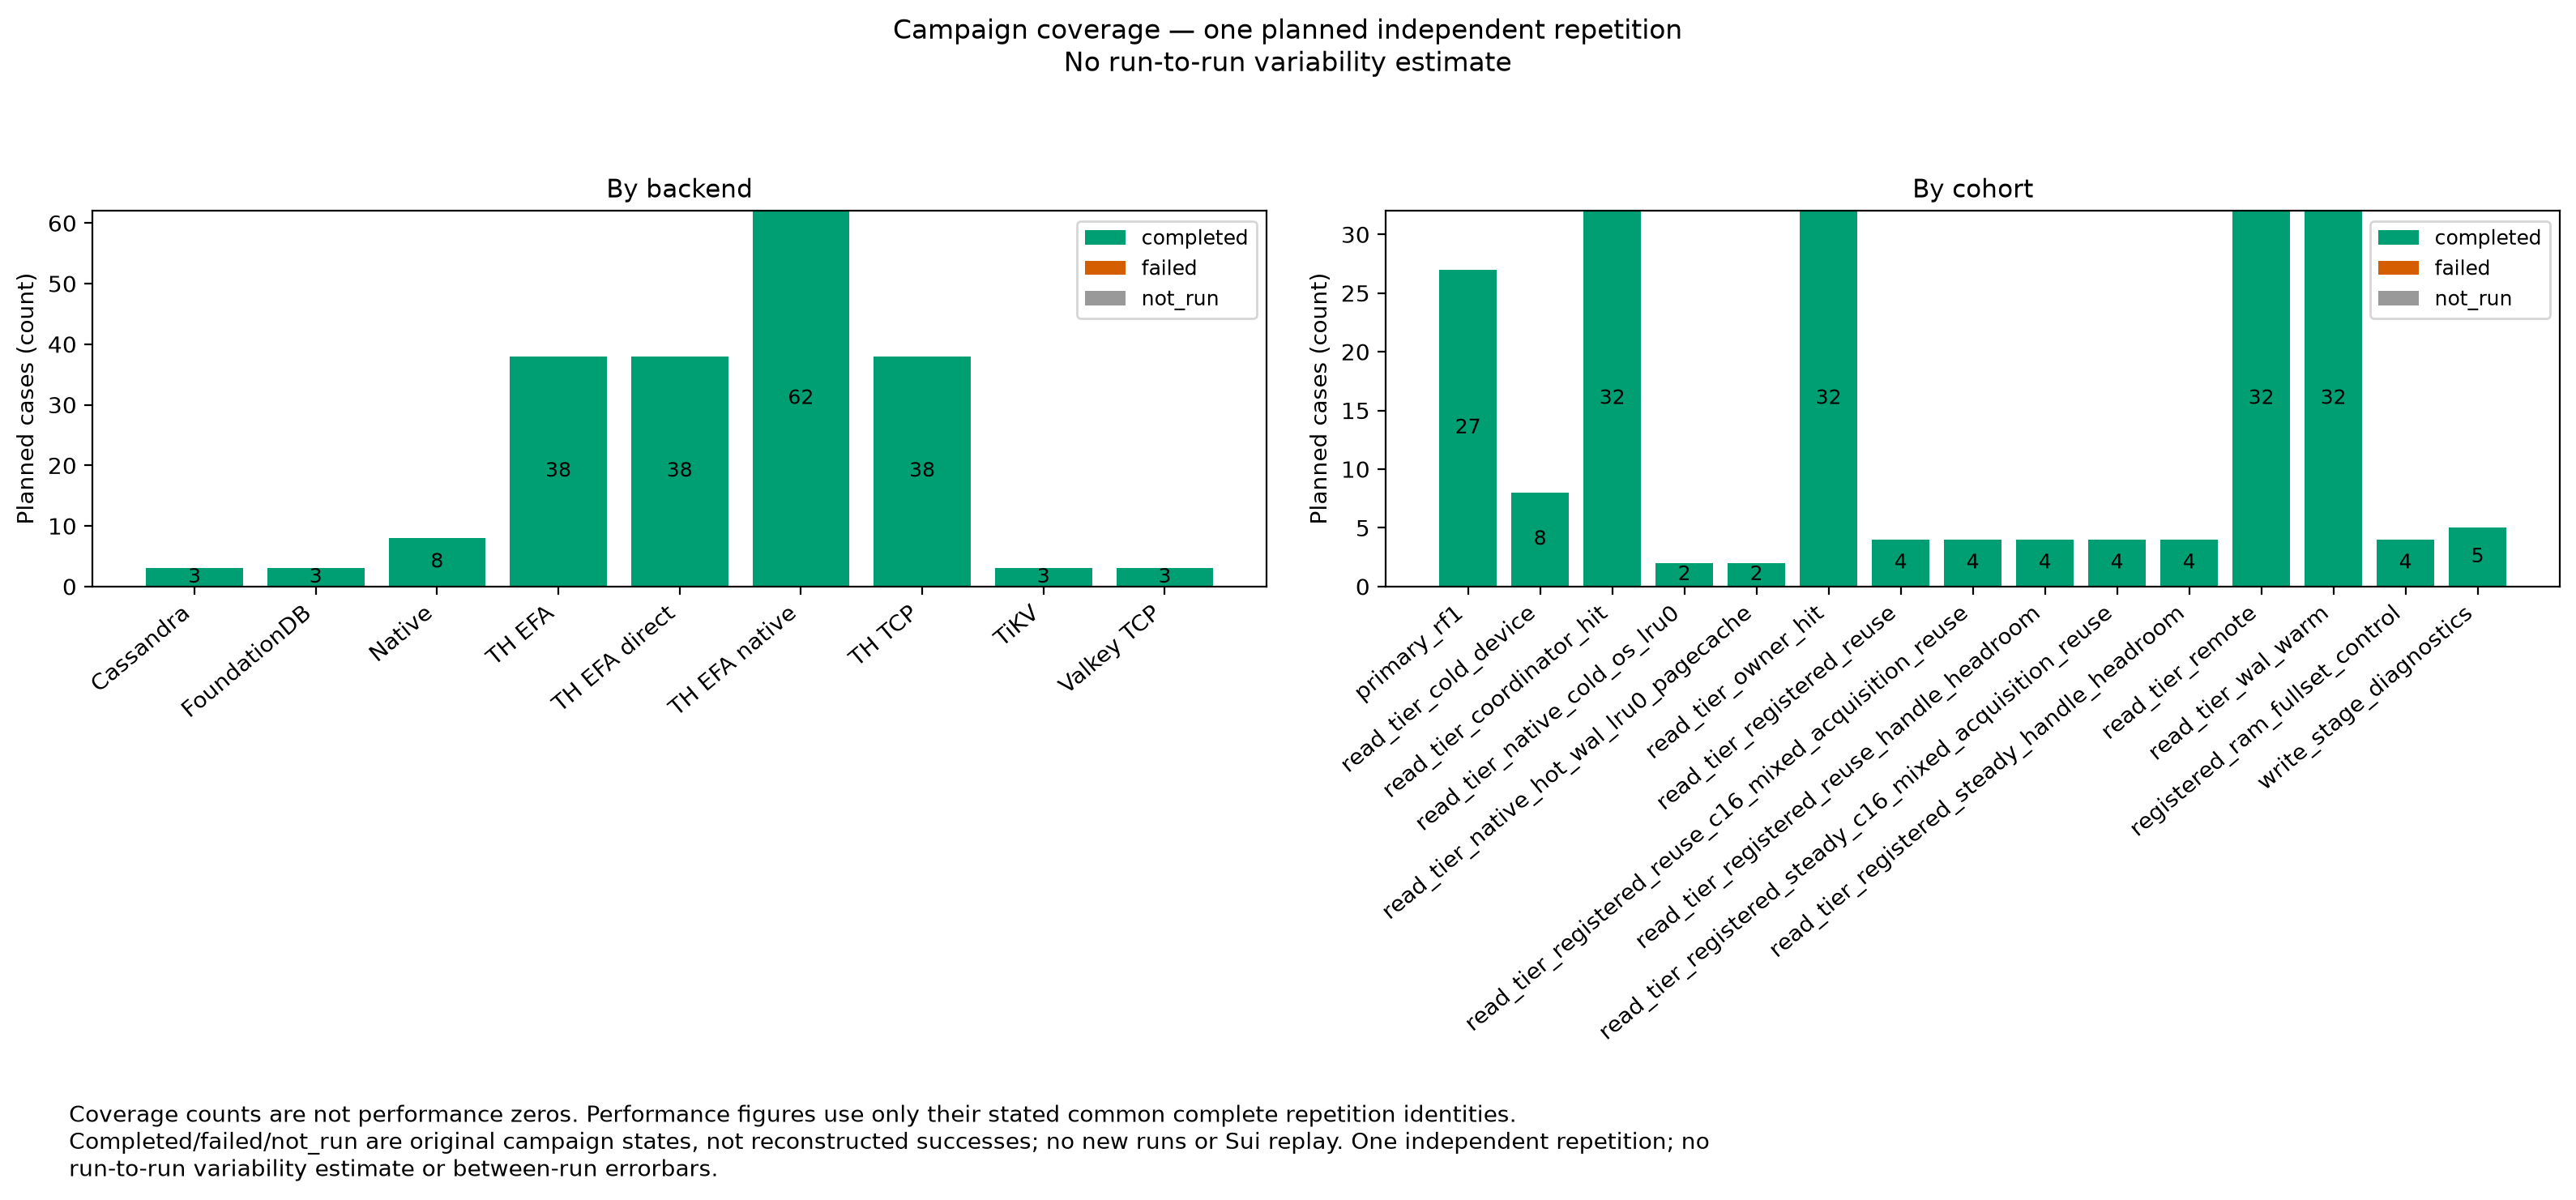 Campaign coverage — one planned independent repetition
No run-to-run variability estimate
By backend
Planned cases (count)
60
50
40
30
20
10
0
completed
failed
not_run
3
3
8
38
38
62
38
3
3
Cassandra
FoundationDB
Native
TH EFA
TH EFA direct
TH EFA native
TH TCP
TiKV
Valkey TCP
By cohort
Planned cases (count)
30
25
20
15
10
5
0
completed
failed
not_run
27
8
32
2
2
32
4
4
4
4
4
32
32
4
5
primary_rf1
read_tier_cold_device
read_tier_coordinator_hit
read_tier_native_cold_os_lru0
read_tier_native_hot_wal_lru0_pagecache
read_tier_owner_hit
read_tier_registered_reuse
read_tier_registered_reuse_c16_mixed_acquisition_reuse
read_tier_registered_reuse_handle_headroom
read_tier_registered_steady_c16_mixed_acquisition_reuse
read_tier_registered_steady_handle_headroom
read_tier_remote
read_tier_wal_warm
registered_ram_fullset_control
write_stage_diagnostics
Coverage counts are not performance zeros. Performance figures use only their stated common complete repetition identities.
Completed/failed/not_run are original campaign states, not reconstructed successes; no new runs or Sui replay. One independent repetition; no
run-to-run variability estimate or between-run errorbars.